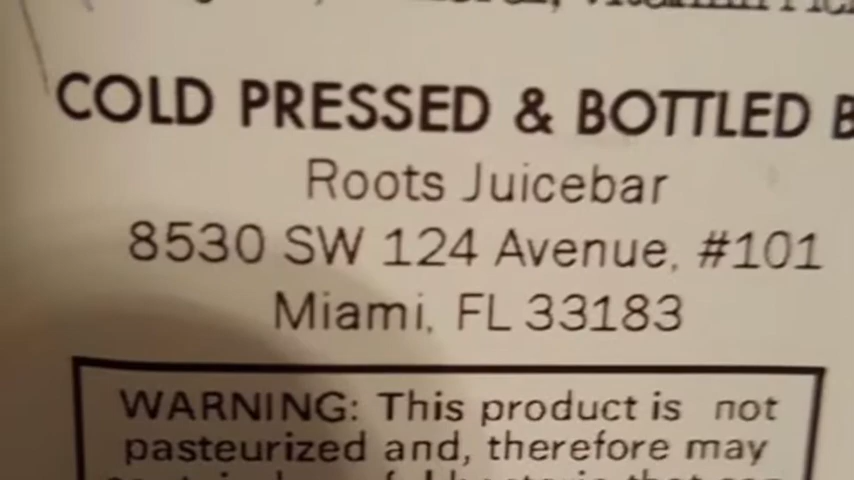 COLD PRESSED & BOTTLED B
Roots Juicebar
8530 SW 124 Avenue, #101
Miami, FL 33183
WARNING: This product is not
pasteurized and, therefore may